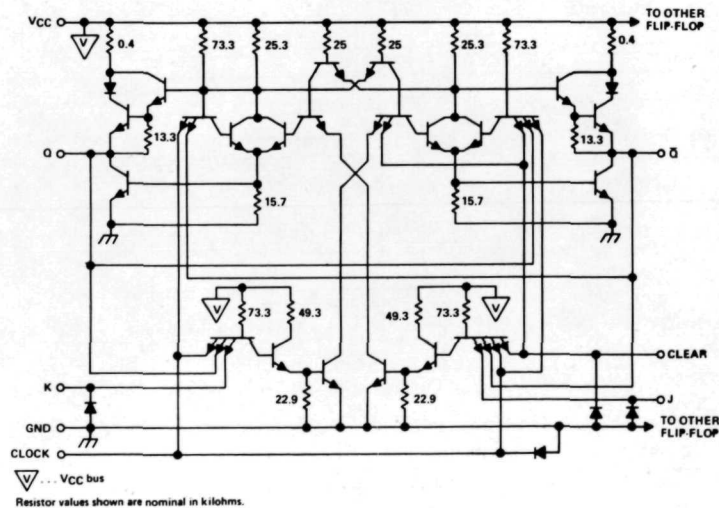 VCC
TO OTHER
FLIP-FLOP
V
0.4
73.3
25.3
25
25
25.3
73.3
0.4
13.3
13.3
Q
Q̅
15.7
15.7
V
73.3
49.3
49.3
73.3
V
CLEAR
K
22.9
22.9
J
GND
TO OTHER
FLIP-FLOP
CLOCK
V ... VCC bus
Resistor values shown are nominal in kilohms.